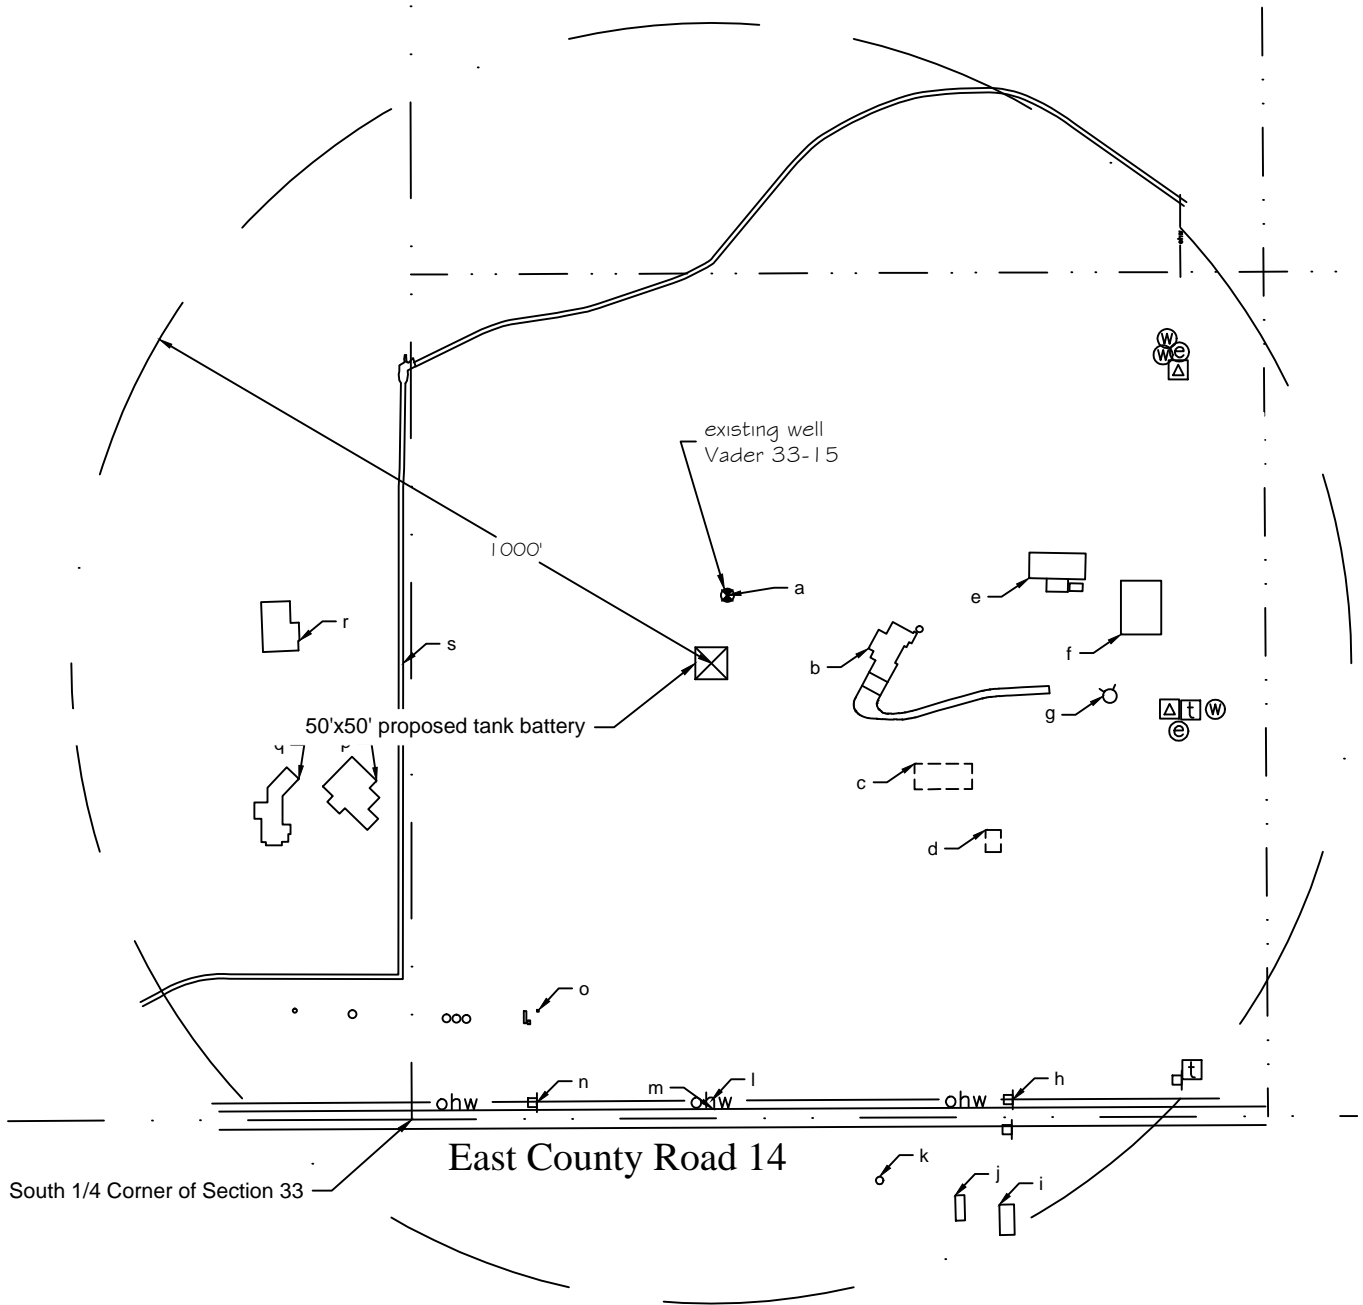 ohw
w
w e
Δ
existing well
Vader 33-15
1000'
a
e
r
s
b
f
g
50'x50' proposed tank battery
Δ t w
e
q p
c
d
o
t
n m l h
ohw ohw ohw
East County Road 14
k
j i
South 1/4 Corner of Section 33